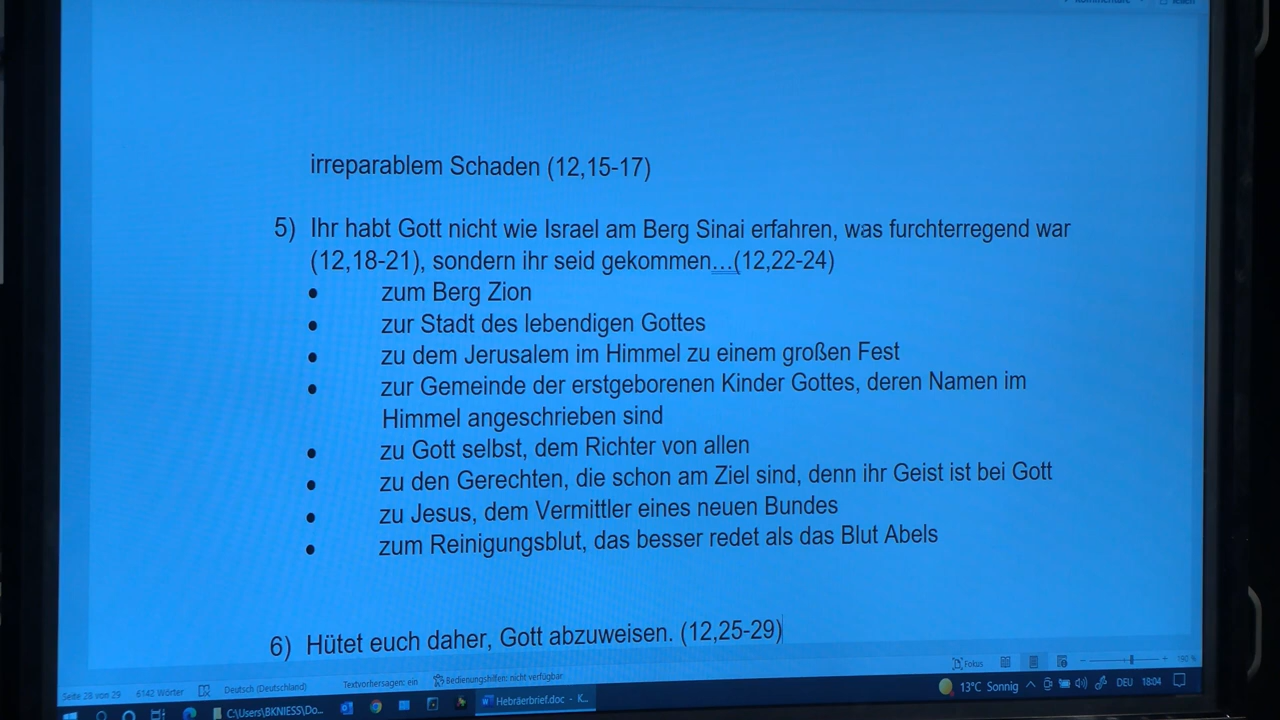 irreparablem Schaden (12,15-17)
5) Ihr habt Gott nicht wie Israel am Berg Sinai erfahren, was furchterregend war
(12,18-21), sondern ihr seid gekommen…(12,22-24)
• zum Berg Zion
• zur Stadt des lebendigen Gottes
• zu dem Jerusalem im Himmel zu einem großen Fest
• zur Gemeinde der erstgeborenen Kinder Gottes, deren Namen im
Himmel angeschrieben sind
• zu Gott selbst, dem Richter von allen
• zu den Gerechten, die schon am Ziel sind, denn ihr Geist ist bei Gott
• zu Jesus, dem Vermittler eines neuen Bundes
• zum Reinigungsblut, das besser redet als das Blut Abels
6) Hütet euch daher, Gott abzuweisen. (12,25-29)
Seite 28 von 29 6142 Wörter Deutsch (Deutschland) Textvorhersagen: ein Bedienungshilfen: nicht verfügbar Fokus 190 %
C:\Users\BKNIESS\Do... Hebräerbrief.doc - K... 13°C Sonnig DEU 18:04